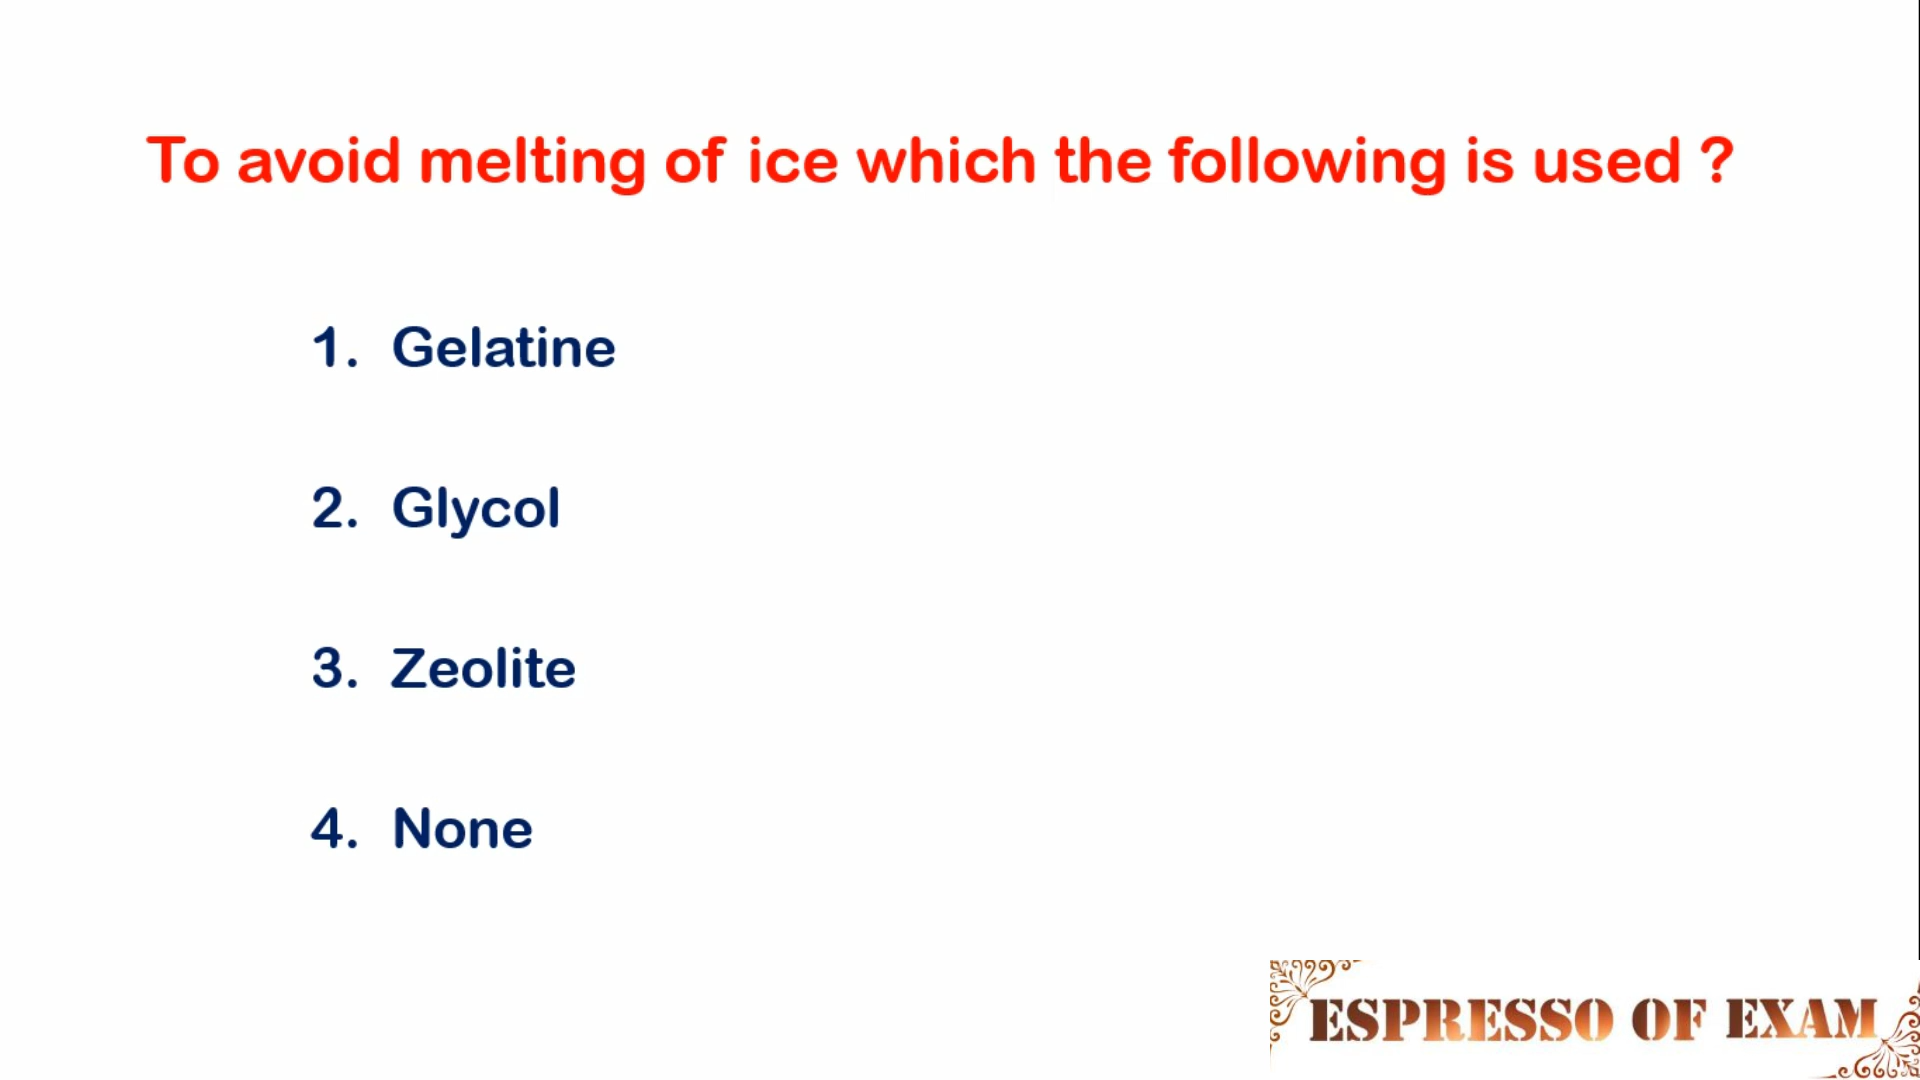 To avoid melting of ice which the following is used ?
1. Gelatine
2. Glycol
3. Zeolite
4. None
ESPRESSO OF EXAM